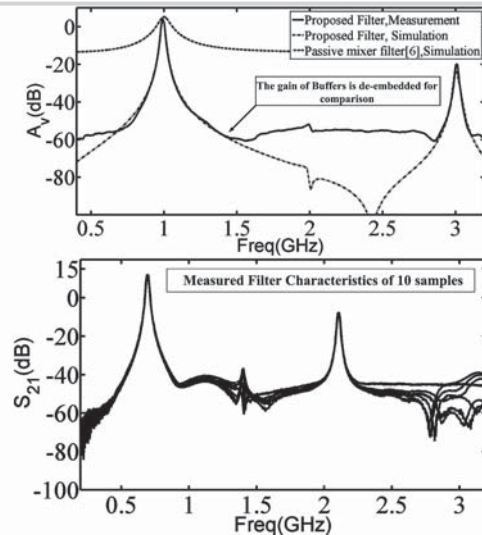 Proposed Filter,Measurement
Proposed Filter, Simulation
Passive mixer filter[6],Simulation
The gain of Buffers is de-embedded for
comparison
0
-20
-40
-60
-80
A_v(dB)
0.5 1 1.5 2 2.5 3
Freq(GHz)
Measured Filter Characteristics of 10 samples
15
0
-20
-40
-60
-80
-100
S_21(dB)
0.5 1 1.5 2 2.5 3
Freq(GHz)